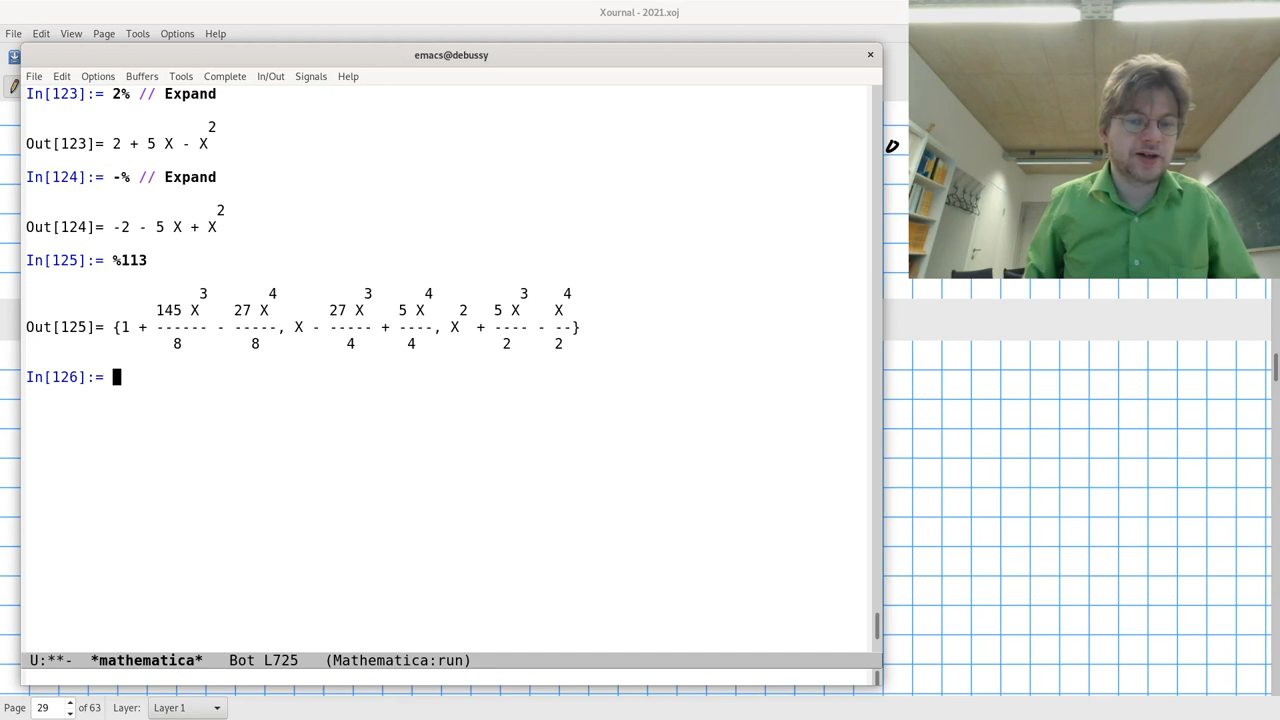 Xournal - 2021.xoj
File Edit View Page Tools Options Help
emacs@debussy ×
File Edit Options Buffers Tools Complete In/Out Signals Help
In[123]:= 2% // Expand
2
Out[123]= 2 + 5 X - X
In[124]:= -% // Expand
2
Out[124]= -2 - 5 X + X
In[125]:= %113
3 4 3 4 3 4
145 X 27 X 27 X 5 X 2 5 X X
Out[125]= {1 + ------ - -----, X - ----- + ----, X + ---- - --}
8 8 4 4 2 2
In[126]:=
U:**- *mathematica* Bot L725 (Mathematica:run)
Page 29 of 63 Layer: Layer 1